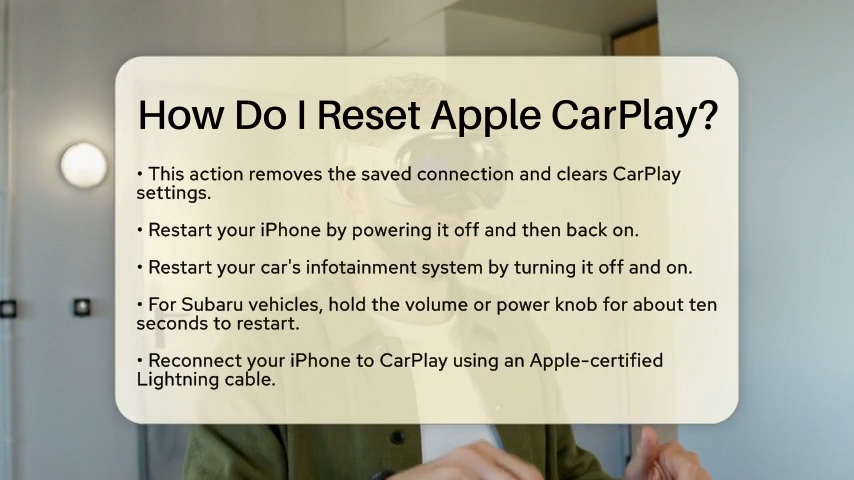 How Do I Reset Apple CarPlay?
• This action removes the saved connection and clears CarPlay
settings.
• Restart your iPhone by powering it off and then back on.
• Restart your car's infotainment system by turning it off and on.
• For Subaru vehicles, hold the volume or power knob for about ten
seconds to restart.
• Reconnect your iPhone to CarPlay using an Apple-certified
Lightning cable.